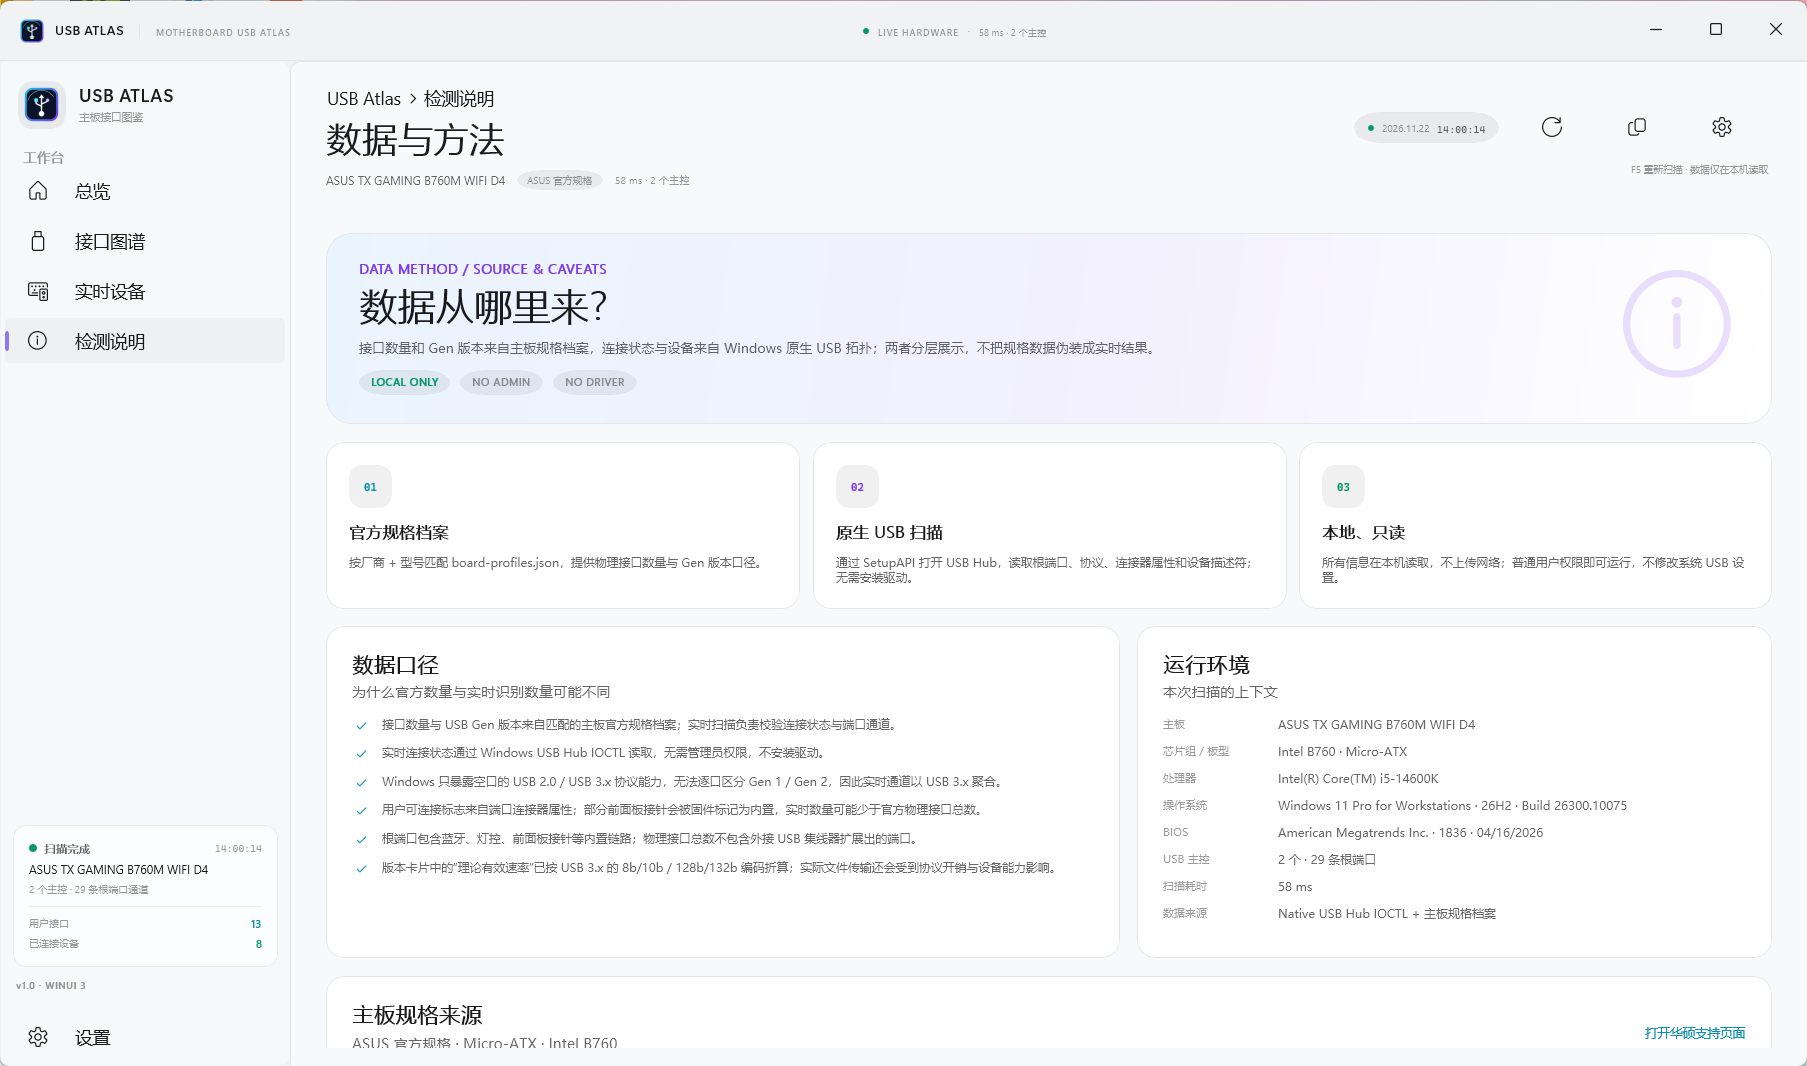 USB ATLAS
MOTHERBOARD USB ATLAS
LIVE HARDWARE · 58 ms · 2 个主控
USB ATLAS
主板接口图鉴
工作台
总览
接口图谱
实时设备
检测说明
扫描完成 14:00:14
ASUS TX GAMING B760M WIFI D4
2 个主控 · 29 条根端口通道
用户接口 13
已连接设备 8
v1.0 · WINUI 3
设置
USB Atlas > 检测说明
数据与方法
ASUS TX GAMING B760M WIFI D4 ASUS 官方规格 58 ms · 2 个主控
2026.11.22 14:00:14
F5 重新扫描 · 数据仅在本机读取
DATA METHOD / SOURCE & CAVEATS
数据从哪里来？
接口数量和 Gen 版本来自主板规格档案，连接状态与设备来自 Windows 原生 USB 拓扑；两者分层展示，不把规格数据伪装成实时结果。
LOCAL ONLY NO ADMIN NO DRIVER
01
官方规格档案
按厂商 + 型号匹配 board-profiles.json，提供物理接口数量与 Gen 版本口径。
02
原生 USB 扫描
通过 SetupAPI 打开 USB Hub，读取根端口、协议、连接器属性和设备描述符；
无需安装驱动。
03
本地、只读
所有信息在本机读取，不上传网络；普通用户权限即可运行，不修改系统 USB 设
置。
数据口径
为什么官方数量与实时识别数量可能不同
接口数量与 USB Gen 版本来自匹配的主板官方规格档案；实时扫描负责校验连接状态与端口通道。
实时连接状态通过 Windows USB Hub IOCTL 读取，无需管理员权限，不安装驱动。
Windows 只暴露空口的 USB 2.0 / USB 3.x 协议能力，无法逐口区分 Gen 1 / Gen 2，因此实时通道以 USB 3.x 聚合。
用户可连接标志来自端口连接器属性；部分前面板接针会被固件标记为内置，实时数量可能少于官方物理接口总数。
根端口包含蓝牙、灯控、前面板接针等内置链路；物理接口总数不包含外接 USB 集线器扩展出的端口。
版本卡片中的“理论有效速率”已按 USB 3.x 的 8b/10b / 128b/132b 编码折算；实际文件传输还会受到协议开销与设备能力影响。
运行环境
本次扫描的上下文
主板 ASUS TX GAMING B760M WIFI D4
芯片组 / 板型 Intel B760 · Micro-ATX
处理器 Intel(R) Core(TM) i5-14600K
操作系统 Windows 11 Pro for Workstations · 26H2 · Build 26300.10075
BIOS American Megatrends Inc. · 1836 · 04/16/2026
USB 主控 2 个 · 29 条根端口
扫描耗时 58 ms
数据来源 Native USB Hub IOCTL + 主板规格档案
主板规格来源
ASUS 官方规格 · Micro-ATX · Intel B760
打开华硕支持页面